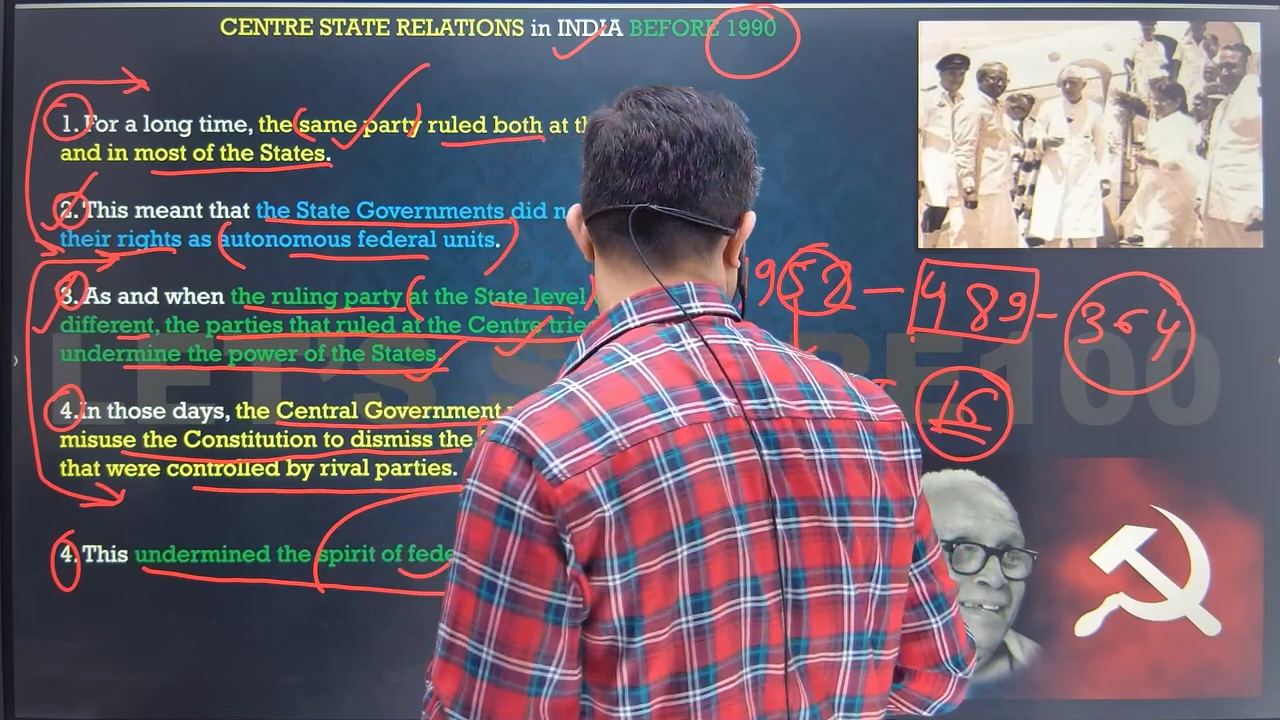 CENTRE STATE RELATIONS in INDIA BEFORE 1990
1. For a long time, the same party ruled both at
and in most of the States.
2. This meant that the State Governments did
their rights as autonomous federal units.
3. As and when the ruling party at the State level
different, the parties that ruled at the Centre
undermine the power of the States.
4. In those days, the Central Government
misuse the Constitution to dismiss the
that were controlled by rival parties.
4. This undermined the spirit of
52 – 489 – 364
16